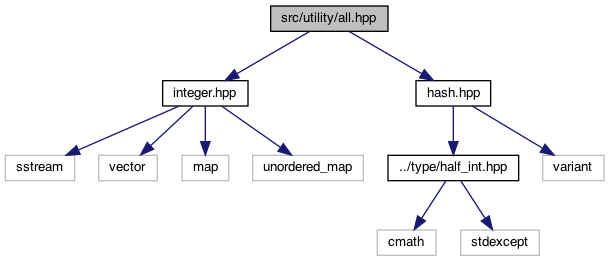 src/utility/all.hpp
integer.hpp
hash.hpp
sstream
vector
map
unordered_map
../type/half_int.hpp
variant
cmath
stdexcept